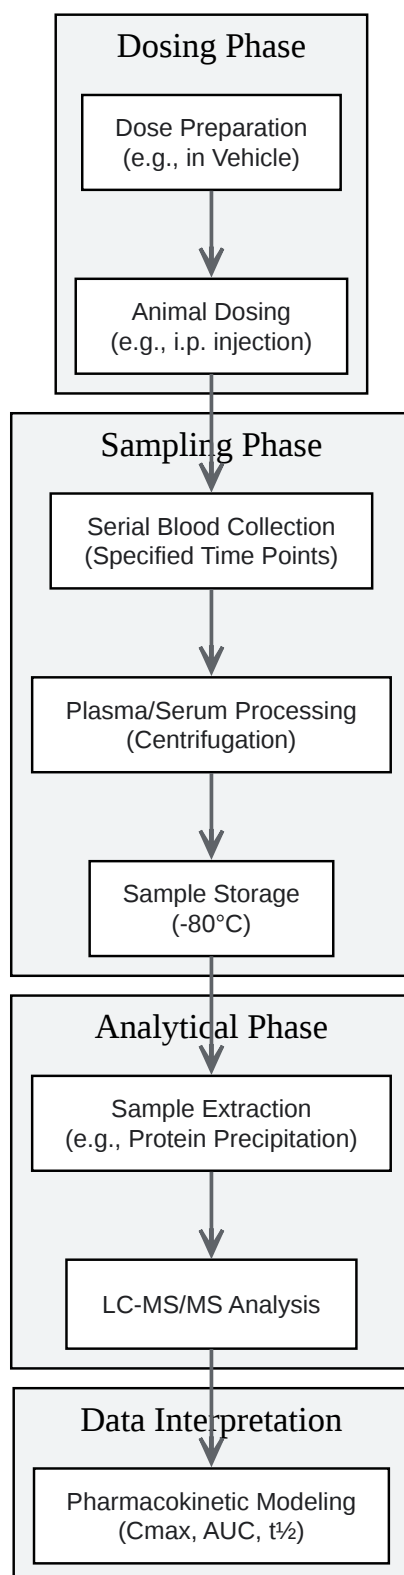 Dosing Phase
Dose Preparation
(e.g., in Vehicle)
Animal Dosing
(e.g., i.p. injection)
Sampling Phase
Serial Blood Collection
(Specified Time Points)
Plasma/Serum Processing
(Centrifugation)
Sample Storage
(-80°C)
Analytical Phase
Sample Extraction
(e.g., Protein Precipitation)
LC-MS/MS Analysis
Data Interpretation
Pharmacokinetic Modeling
(Cmax, AUC, t½)